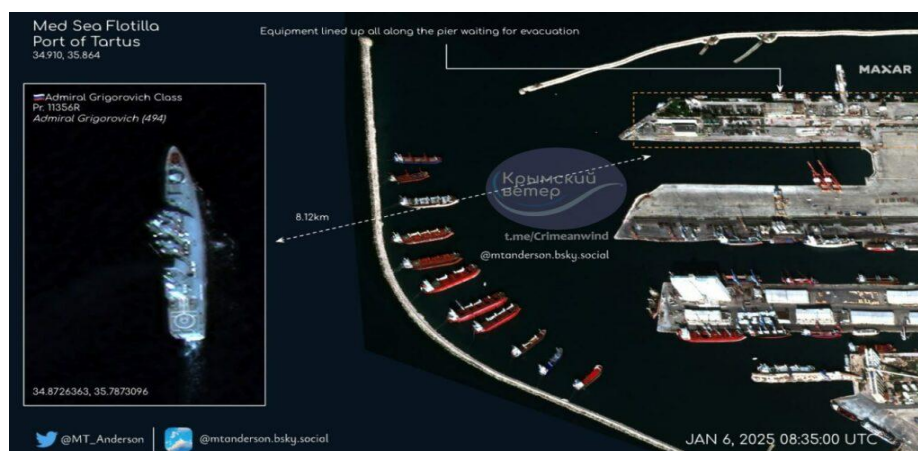 Med Sea Flotilla
Port of Tartus
34.910, 35.864
Equipment lined up all along the pier waiting for evacuation
MAXAR
Admiral Grigorovich Class
Pr. 11356R
Admiral Grigorovich (494)
8.12km
Крымский
ветер
t.me/Crimeanwind
@mtanderson.bsky.social
34.8726363, 35.7873096
@MT_Anderson
@mtanderson.bsky.social
JAN 6, 2025 08:35:00 UTC